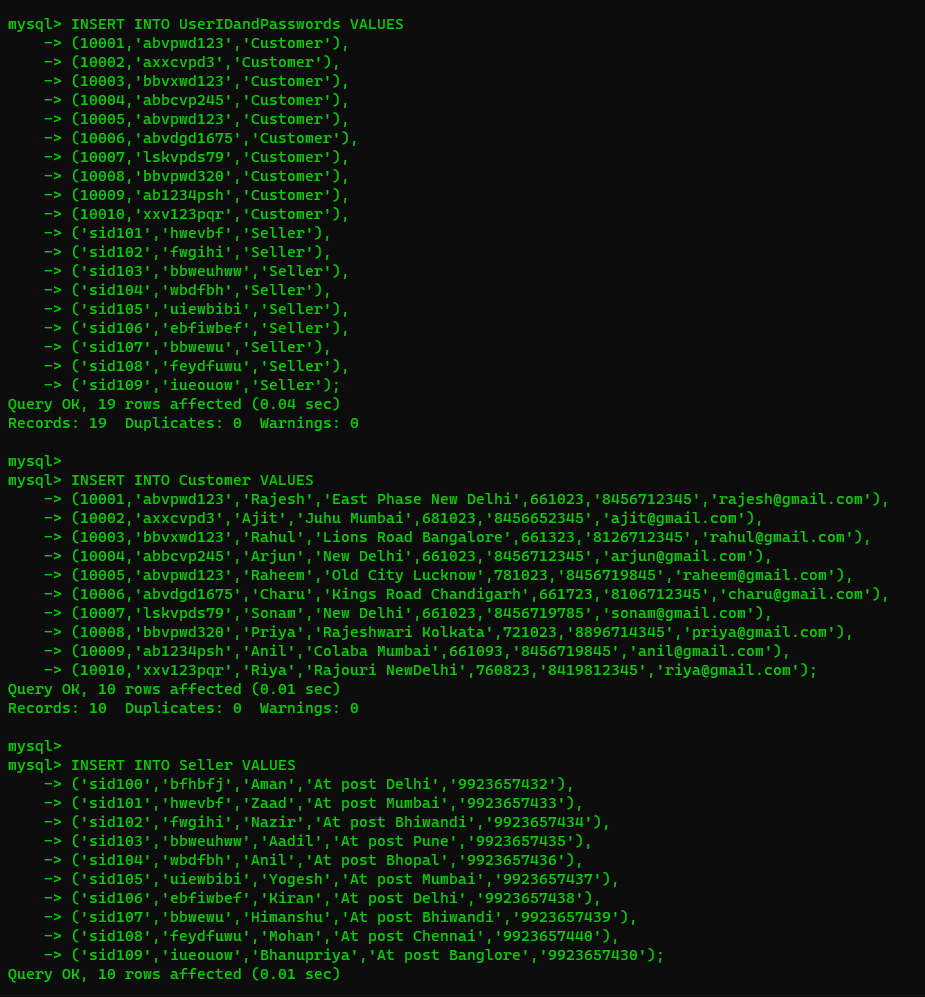 mysql> INSERT INTO UserIDandPasswords VALUES
    -> (10001,'abvpwd123','Customer'),
    -> (10002,'axxcvpd3','Customer'),
    -> (10003,'bbvxwd123','Customer'),
    -> (10004,'abbcvp245','Customer'),
    -> (10005,'abvpwd123','Customer'),
    -> (10006,'abvdgd1675','Customer'),
    -> (10007,'lskvpds79','Customer'),
    -> (10008,'bbvpwd320','Customer'),
    -> (10009,'ab1234psh','Customer'),
    -> (10010,'xxv123pqr','Customer'),
    -> ('sid101','hwevbf','Seller'),
    -> ('sid102','fwgihi','Seller'),
    -> ('sid103','bbweuhww','Seller'),
    -> ('sid104','wbdfbh','Seller'),
    -> ('sid105','uiewbibi','Seller'),
    -> ('sid106','ebfiwbef','Seller'),
    -> ('sid107','bbwewu','Seller'),
    -> ('sid108','feydfuwu','Seller'),
    -> ('sid109','iueouow','Seller');
Query OK, 19 rows affected (0.04 sec)
Records: 19  Duplicates: 0  Warnings: 0

mysql>
mysql> INSERT INTO Customer VALUES
    -> (10001,'abvpwd123','Rajesh','East Phase New Delhi',661023,'8456712345','rajesh@gmail.com'),
    -> (10002,'axxcvpd3','Ajit','Juhu Mumbai',681023,'8456652345','ajit@gmail.com'),
    -> (10003,'bbvxwd123','Rahul','Lions Road Bangalore',661323,'8126712345','rahul@gmail.com'),
    -> (10004,'abbcvp245','Arjun','New Delhi',661023,'8456712345','arjun@gmail.com'),
    -> (10005,'abvpwd123','Raheem','Old City Lucknow',781023,'8456719845','raheem@gmail.com'),
    -> (10006,'abvdgd1675','Charu','Kings Road Chandigarh',661723,'8106712345','charu@gmail.com'),
    -> (10007,'lskvpds79','Sonam','New Delhi',661023,'8456719785','sonam@gmail.com'),
    -> (10008,'bbvpwd320','Priya','Rajeshwari Kolkata',721023,'8896714345','priya@gmail.com'),
    -> (10009,'ab1234psh','Anil','Colaba Mumbai',661093,'8456719845','anil@gmail.com'),
    -> (10010,'xxv123pqr','Riya','Rajouri NewDelhi',760823,'8419812345','riya@gmail.com');
Query OK, 10 rows affected (0.01 sec)
Records: 10  Duplicates: 0  Warnings: 0

mysql>
mysql> INSERT INTO Seller VALUES
    -> ('sid100','bfhbfj','Aman','At post Delhi','9923657432'),
    -> ('sid101','hwevbf','Zaad','At post Mumbai','9923657433'),
    -> ('sid102','fwgihi','Nazir','At post Bhiwandi','9923657434'),
    -> ('sid103','bbweuhww','Aadil','At post Pune','9923657435'),
    -> ('sid104','wbdfbh','Anil','At post Bhopal','9923657436'),
    -> ('sid105','uiewbibi','Yogesh','At post Mumbai','9923657437'),
    -> ('sid106','ebfiwbef','Kiran','At post Delhi','9923657438'),
    -> ('sid107','bbwewu','Himanshu','At post Bhiwandi','9923657439'),
    -> ('sid108','feydfuwu','Mohan','At post Chennai','9923657440'),
    -> ('sid109','iueouow','Bhanupriya','At post Banglore','9923657430');
Query OK, 10 rows affected (0.01 sec)